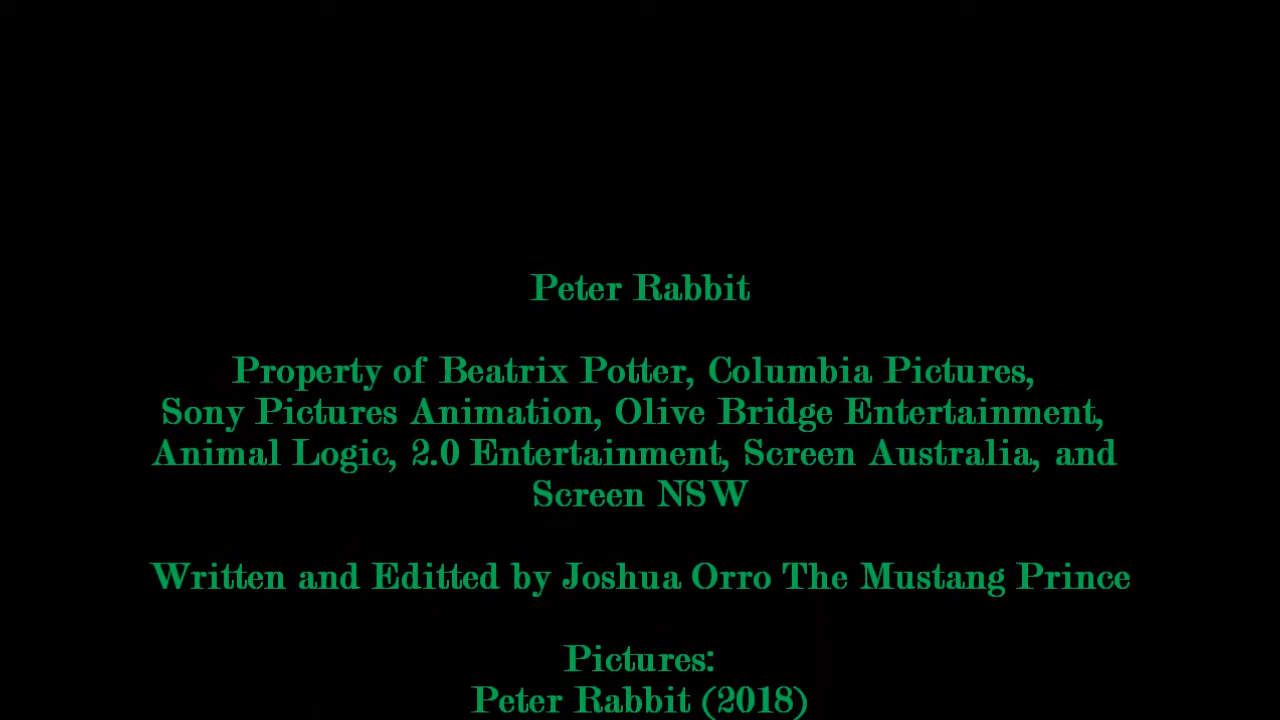 Peter Rabbit
Property of Beatrix Potter, Columbia Pictures,
Sony Pictures Animation, Olive Bridge Entertainment,
Animal Logic, 2.0 Entertainment, Screen Australia, and
Screen NSW
Written and Editted by Joshua Orro The Mustang Prince
Pictures:
Peter Rabbit (2018)